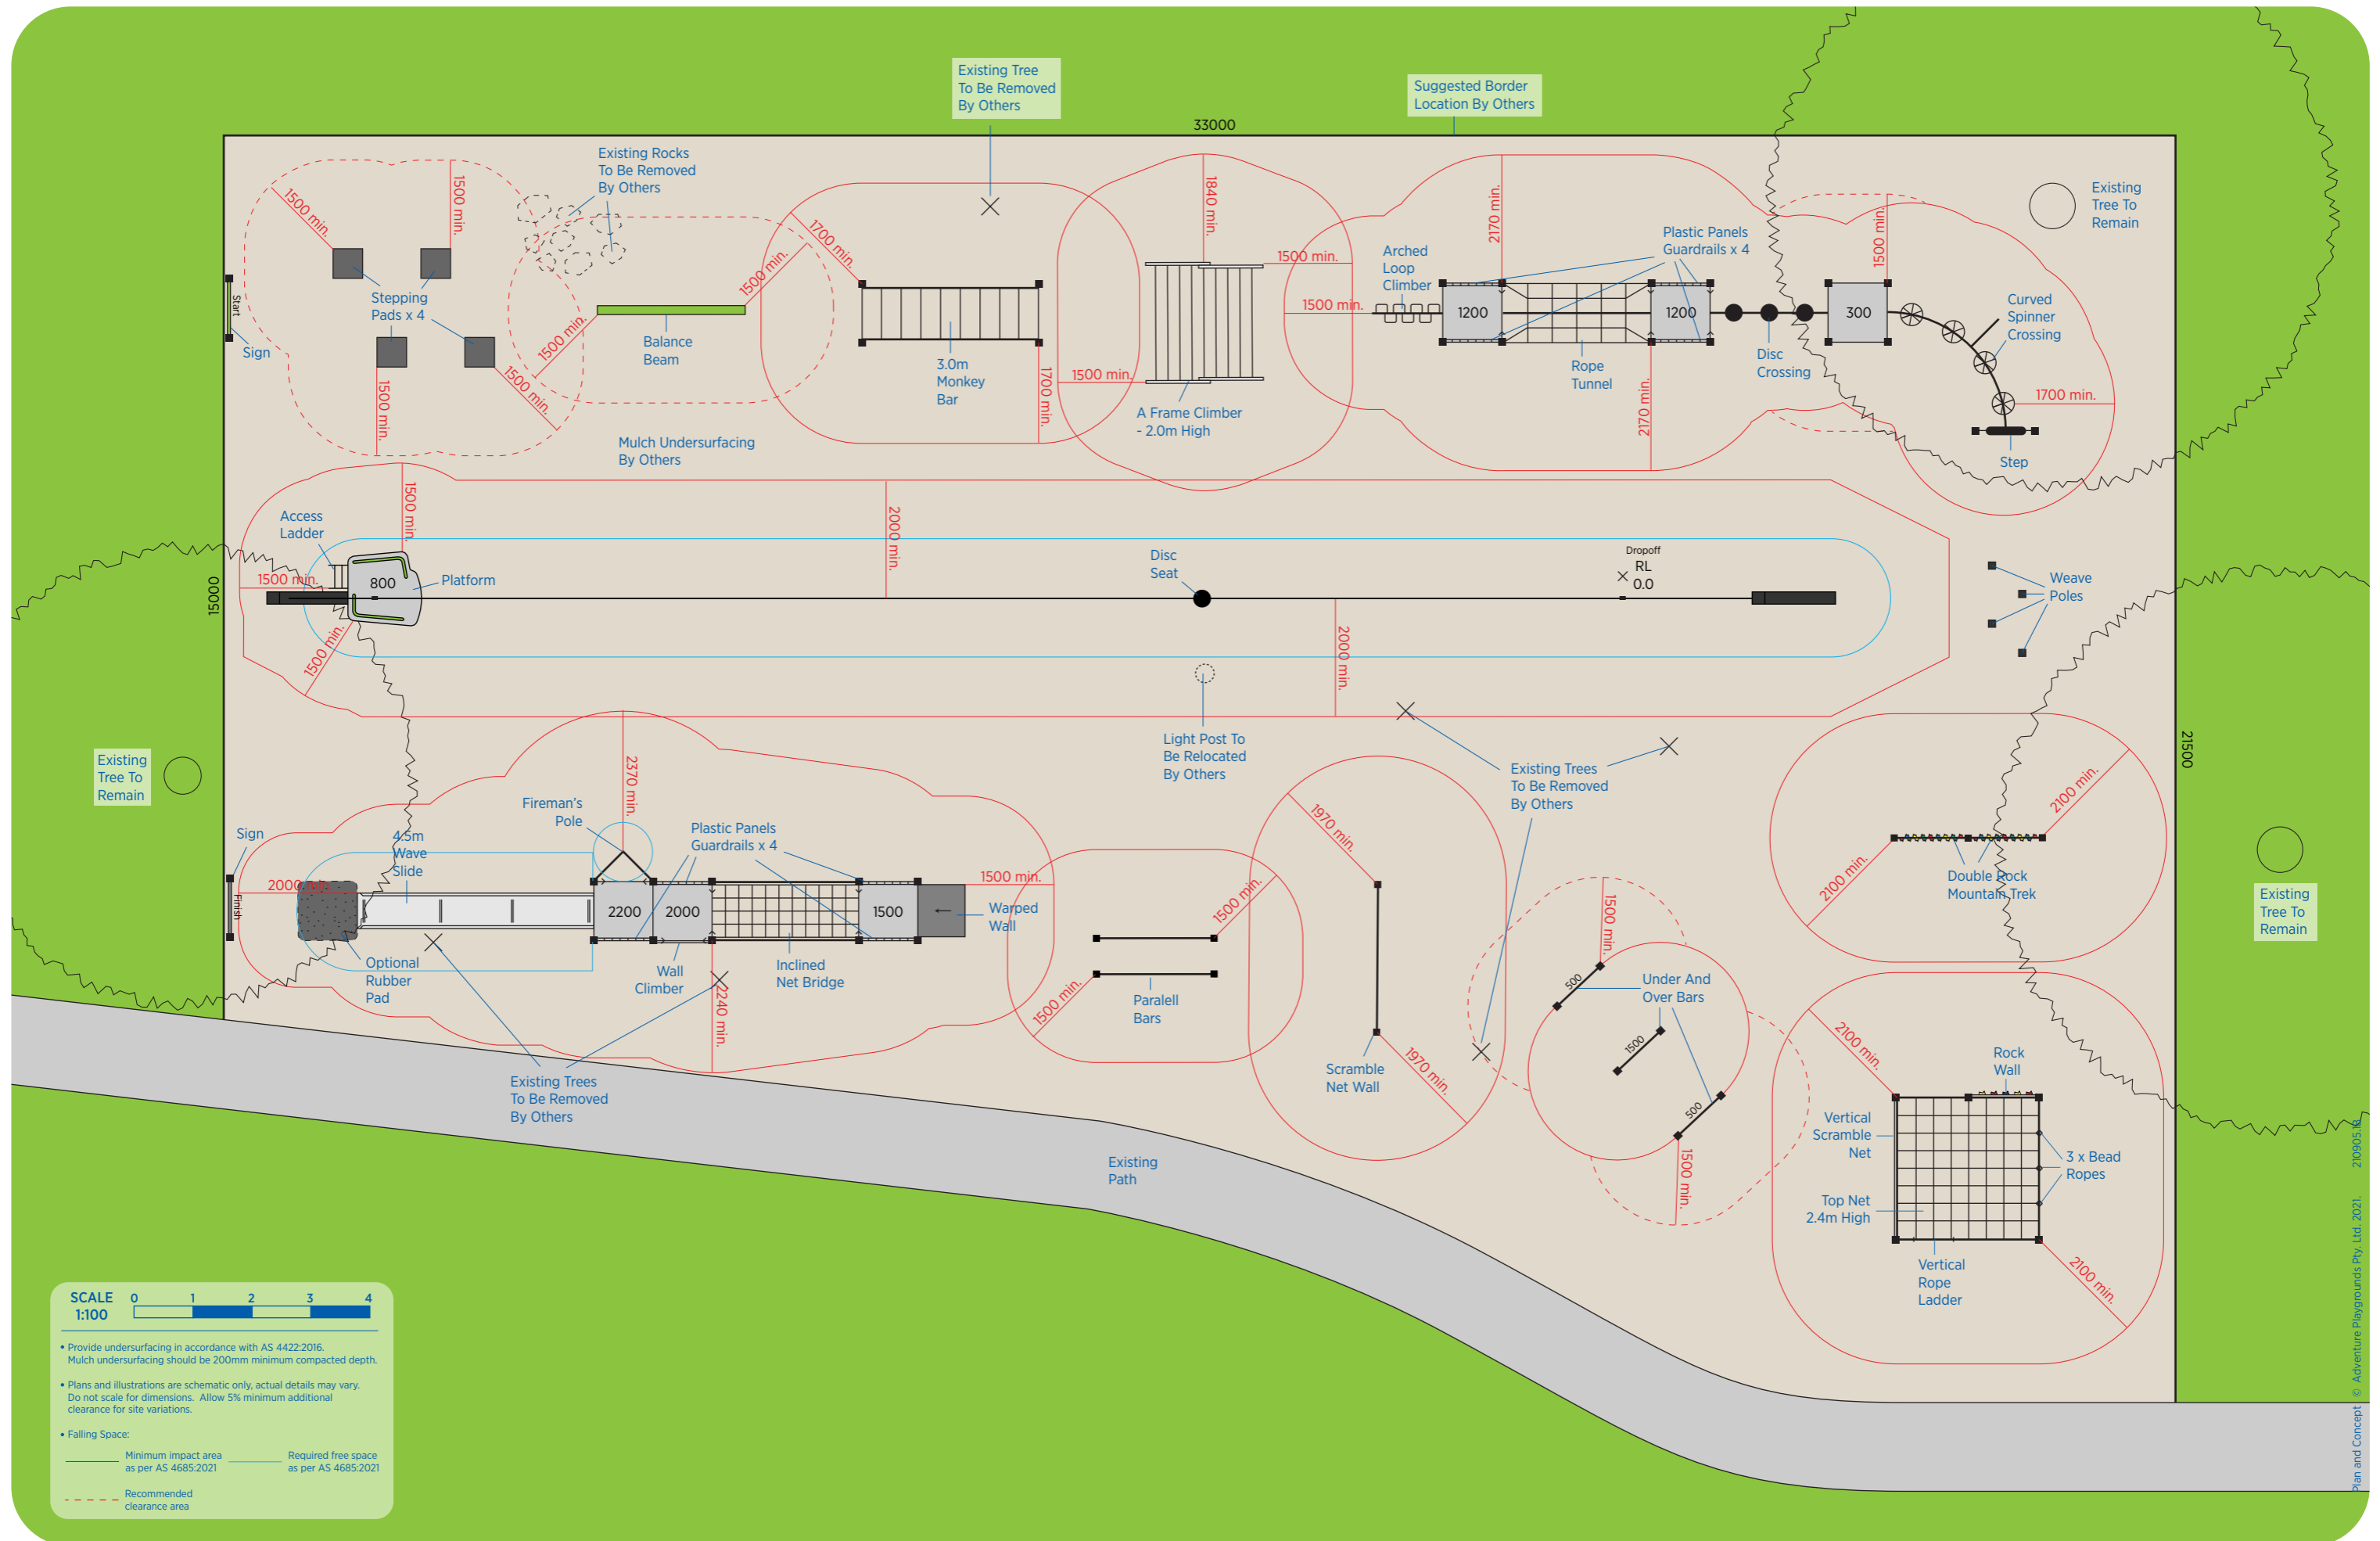 Existing Tree
To Be Removed
By Others
Suggested Border
Location By Others
33000
Existing Rocks
To Be Removed
By Others
1500 min.
1500 min.
1700 min.
1500 min.
1840 min.
1500 min.
2170 min.
Plastic Panels
Guardrails x 4
1500 min.
Existing
Tree To
Remain
Arched
Loop
Climber
Start
Sign
Stepping
Pads x 4
1500 min.
Balance
Beam
1500 min.
1500 min.
3.0m
Monkey
Bar
1700 min.
1500 min.
1500 min.
A Frame Climber
- 2.0m High
1200
1200
300
Rope
Tunnel
2170 min.
Disc
Crossing
Curved
Spinner
Crossing
1700 min.
Step
Mulch Undersurfacing
By Others
Access
Ladder
1500 min.
2000 min.
1500 min.
800
Platform
1500 min.
15000
Disc
Seat
Dropoff
RL
0.0
2000 min.
Weave
Poles
Light Post To
Be Relocated
By Others
Existing Trees
To Be Removed
By Others
21500
Existing
Tree To
Remain
Sign
Finish
2000 min.
4.5m
Wave
Slide
Fireman's
Pole
2370 min.
Plastic Panels
Guardrails x 4
1500 min.
2200
2000
1500
Warped
Wall
Optional
Rubber
Pad
Wall
Climber
2240 min.
Inclined
Net Bridge
Existing Trees
To Be Removed
By Others
1500 min.
1500 min.
Paralell
Bars
1970 min.
1970 min.
Scramble
Net Wall
1500 min.
500
Under And
Over Bars
1500
500
1500 min.
2100 min.
2100 min.
Double Rock
Mountain Trek
Existing
Tree To
Remain
2100 min.
Rock
Wall
Vertical
Scramble
Net
3 x Bead
Ropes
Top Net
2.4m High
Vertical
Rope
Ladder
2100 min.
Existing
Path
SCALE
1:100
0 1 2 3 4
• Provide undersurfacing in accordance with AS 4422:2016.
Mulch undersurfacing should be 200mm minimum compacted depth.
• Plans and illustrations are schematic only, actual details may vary.
Do not scale for dimensions. Allow 5% minimum additional
clearance for site variations.
• Falling Space:
Minimum impact area
as per AS 4685:2021
Required free space
as per AS 4685:2021
Recommended
clearance area
Plan and Concept © Adventure Playgrounds Pty. Ltd. 2021.